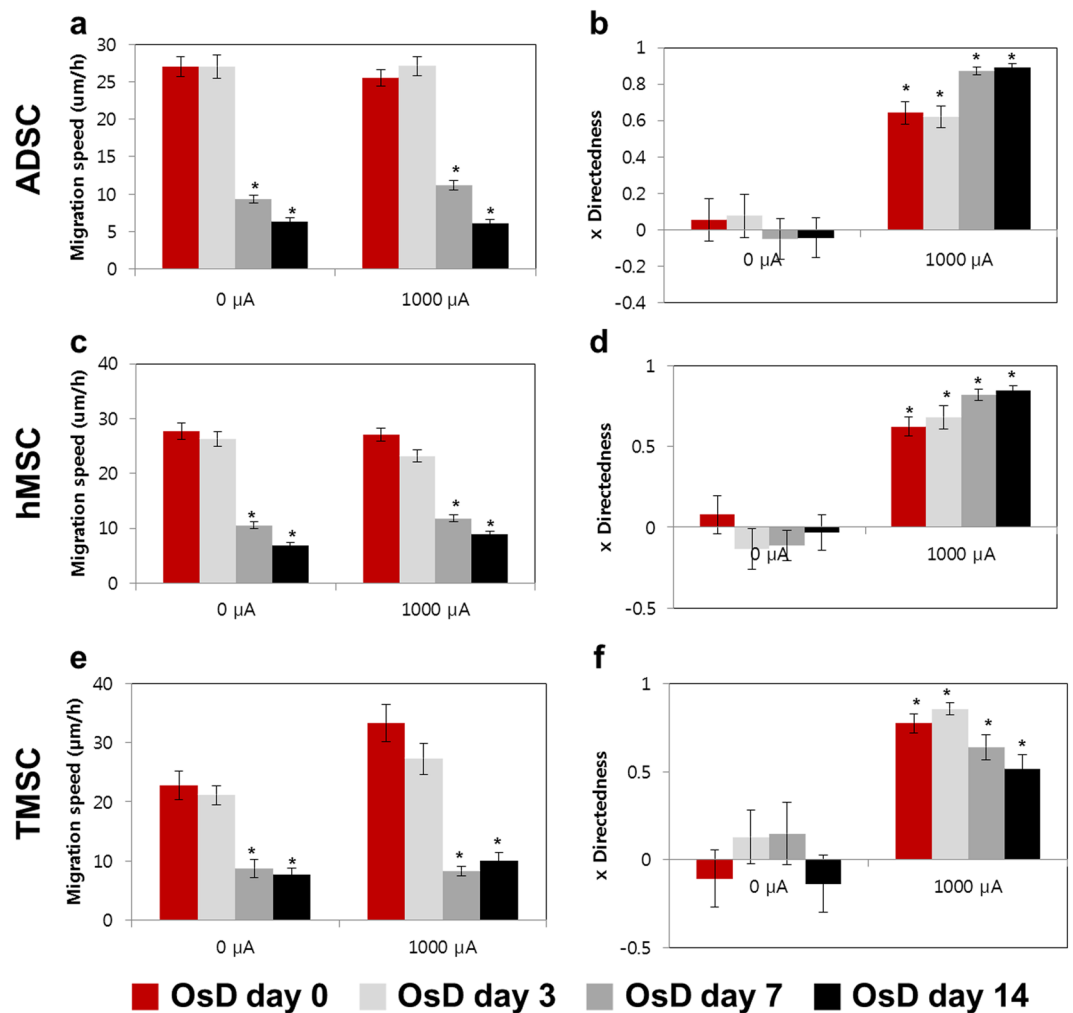 a
b
ADSC
Migration speed (um/h)
30
25
20
15
10
5
0
* * * *
0 µA 1000 µA
x Directedness
1
0.8
0.6
0.4
0.2
0
-0.2
-0.4
* * * *
0 µA 1000 µA
c
d
hMSC
Migration speed (um/h)
40
30
20
10
0
* * * *
0 µA 1000 µA
x Directedness
1
0.5
0
-0.5
* * * *
0 µA 1000 µA
e
f
TMSC
Migration speed (µm/h)
40
30
20
10
0
* * * *
0 µA 1000 µA
x Directedness
1
0.5
0
-0.5
* * * *
0 µA 1000 µA
OsD day 0 OsD day 3 OsD day 7 OsD day 14